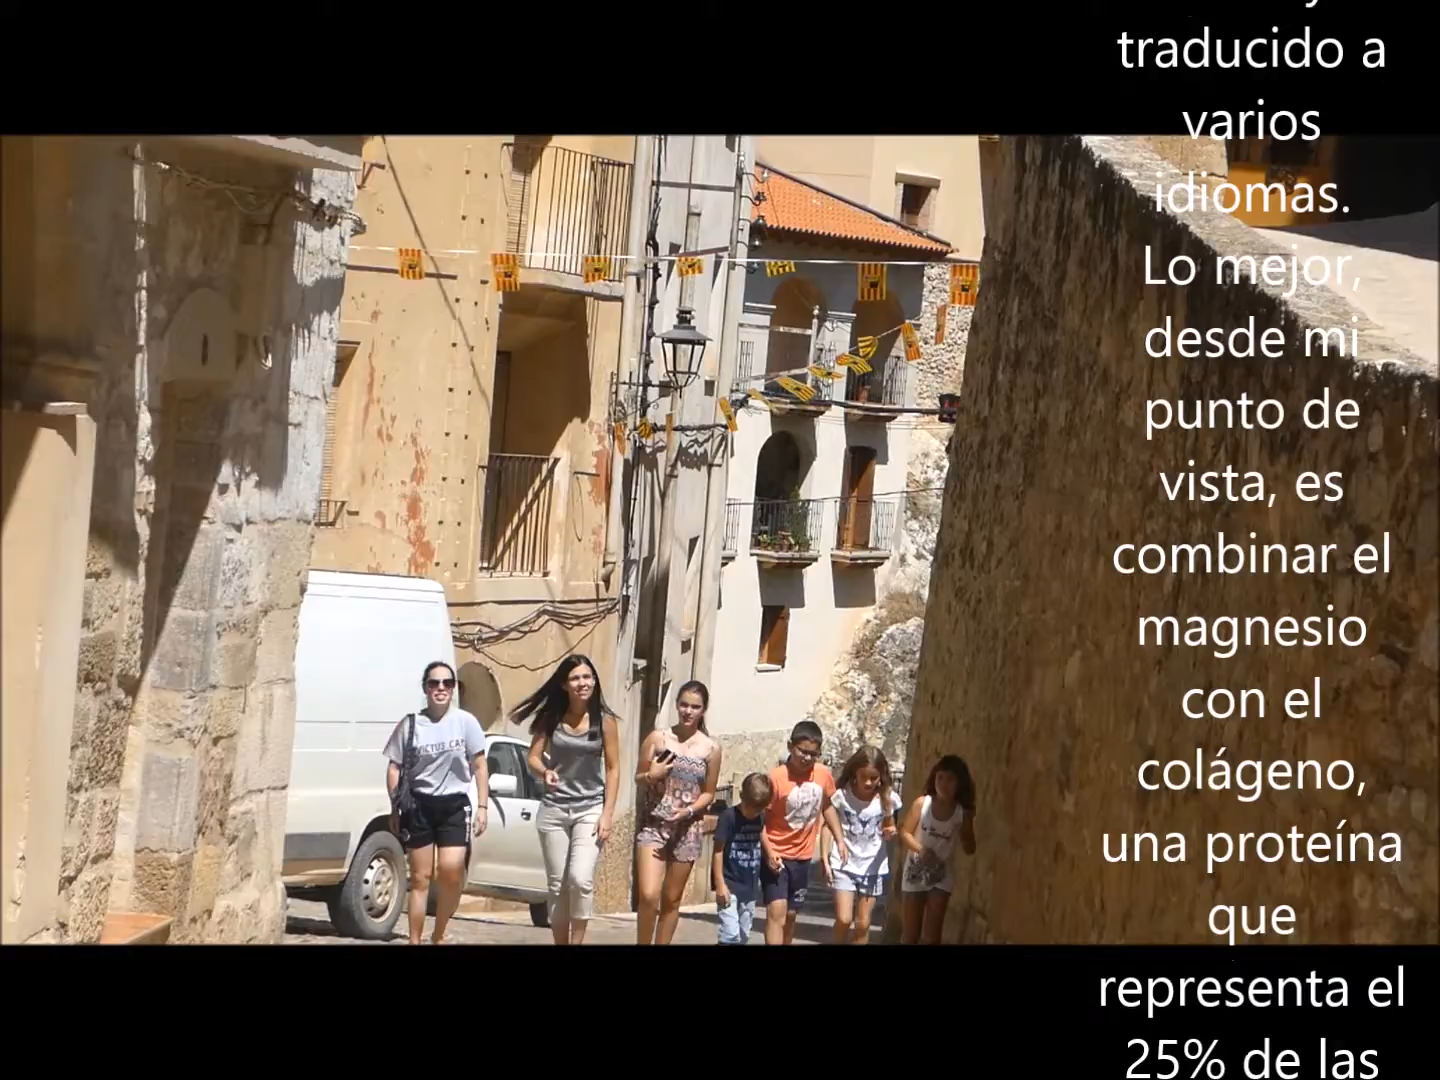 traducido a
varios
idiomas.
Lo mejor,
desde mi
punto de
vista, es
combinar el
magnesio
con el
colágeno,
una proteína
que
representa el
25% de las